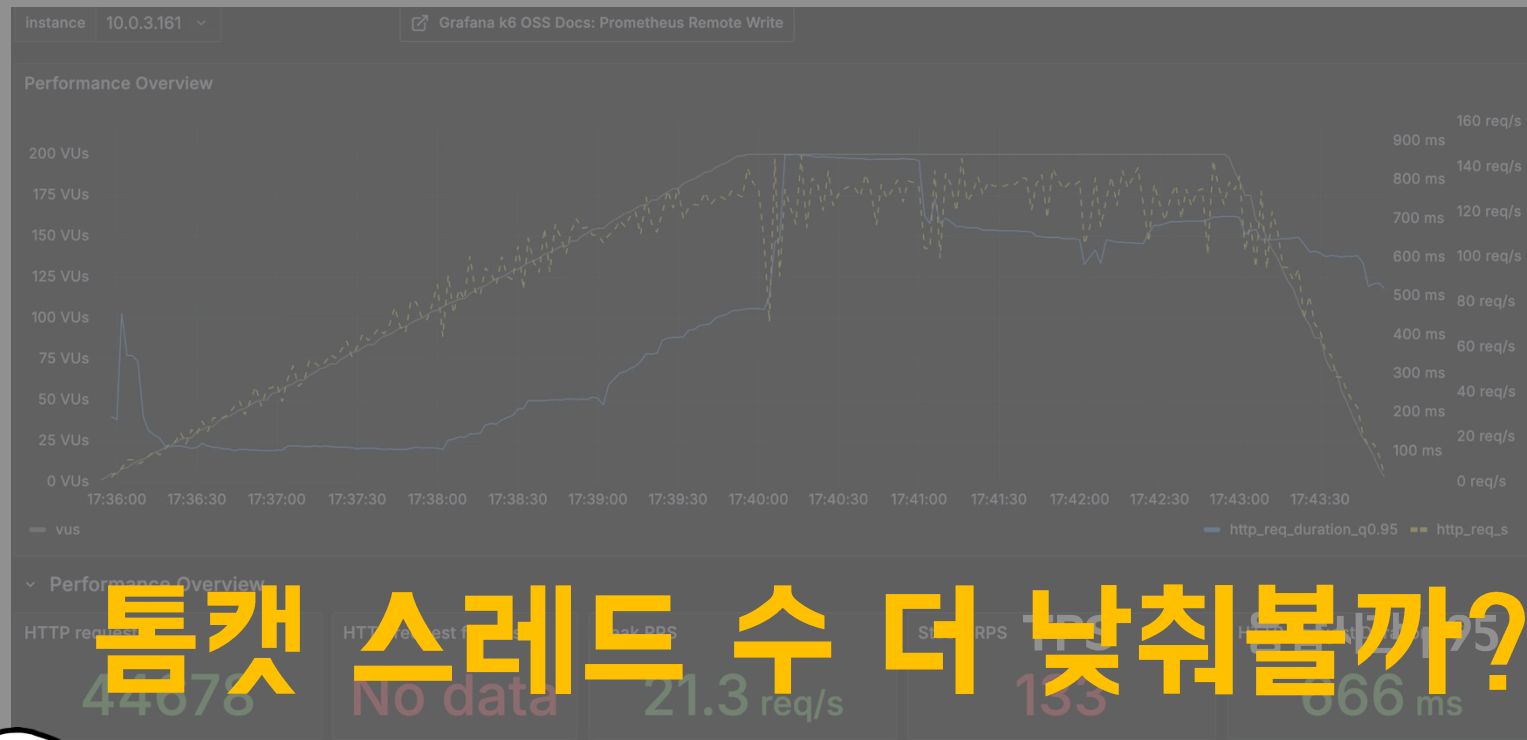 instance 10.0.3.161 Grafana k6 OSS Docs: Prometheus Remote Write
Performance Overview
160 req/s
900 ms
200 VUs
140 req/s
800 ms
175 VUs
120 req/s
700 ms
150 VUs
600 ms 100 req/s
125 VUs
500 ms 80 req/s
100 VUs
400 ms
60 req/s
75 VUs
300 ms
40 req/s
50 VUs
200 ms
25 VUs
20 req/s
100 ms
0 VUs 0 req/s
17:36:00 17:36:30 17:37:00 17:37:30 17:38:00 17:38:30 17:39:00 17:39:30 17:40:00 17:40:30 17:41:00 17:41:30 17:42:00 17:42:30 17:43:00 17:43:30
vus http_req_duration_q0.95 http_req_s
Performance Overview
톰캣 스레드 수 더 낮춰볼까?
HTTP request RPS RPS TPS p95
44678 No data 21.3 req/s 133 666 ms